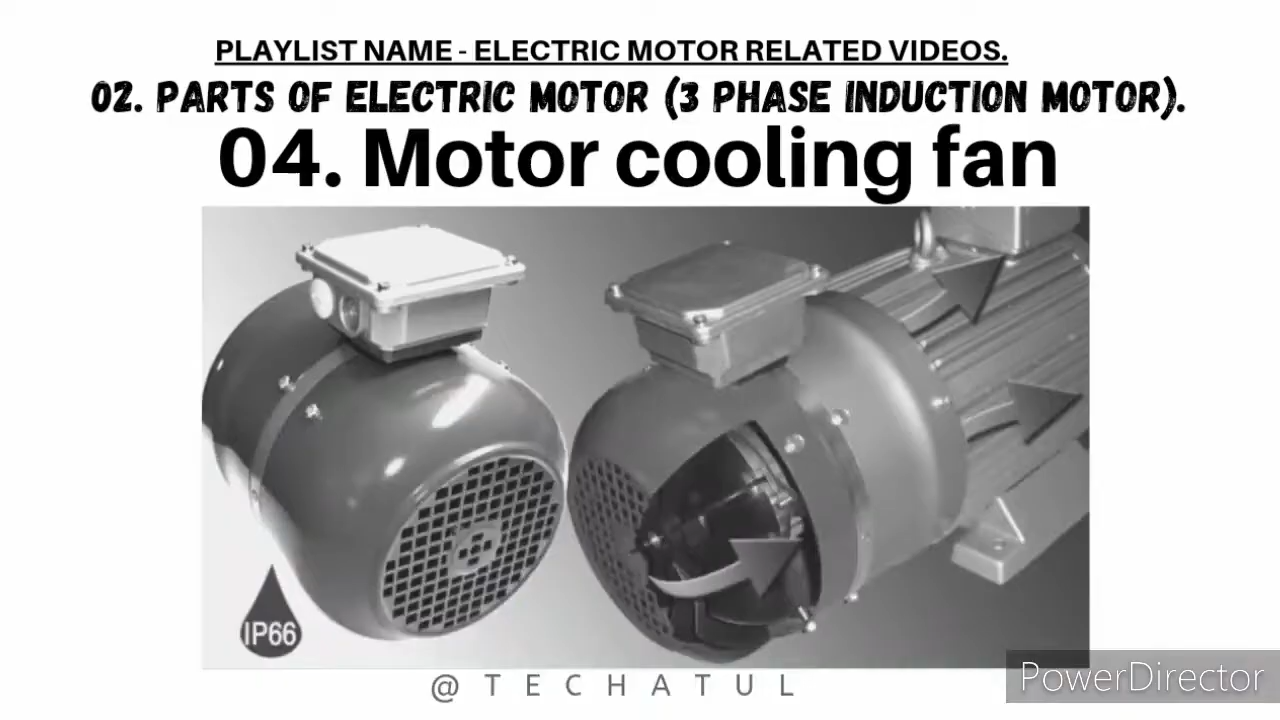 PLAYLIST NAME - ELECTRIC MOTOR RELATED VIDEOS.
02. PARTS OF ELECTRIC MOTOR (3 PHASE INDUCTION MOTOR).
04. Motor cooling fan
IP66
@TECHATUL
PowerDirector